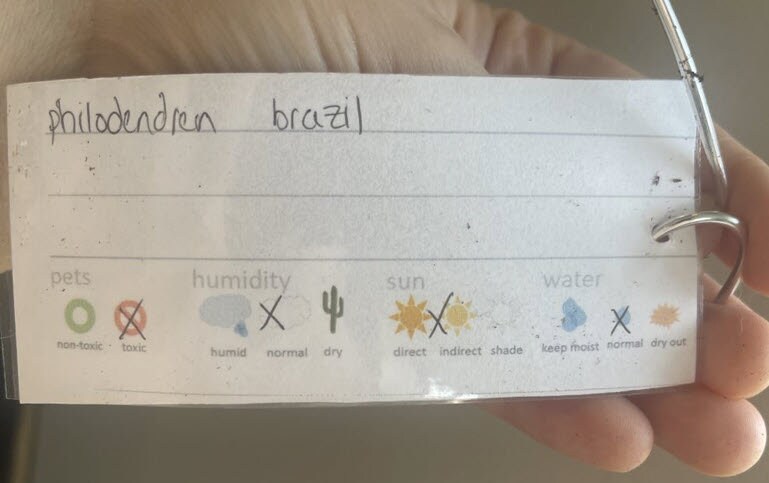 philodendren brazil
pets humidity sun water
non-toxic toxic humid normal dry direct indirect shade keep moist normal dry out